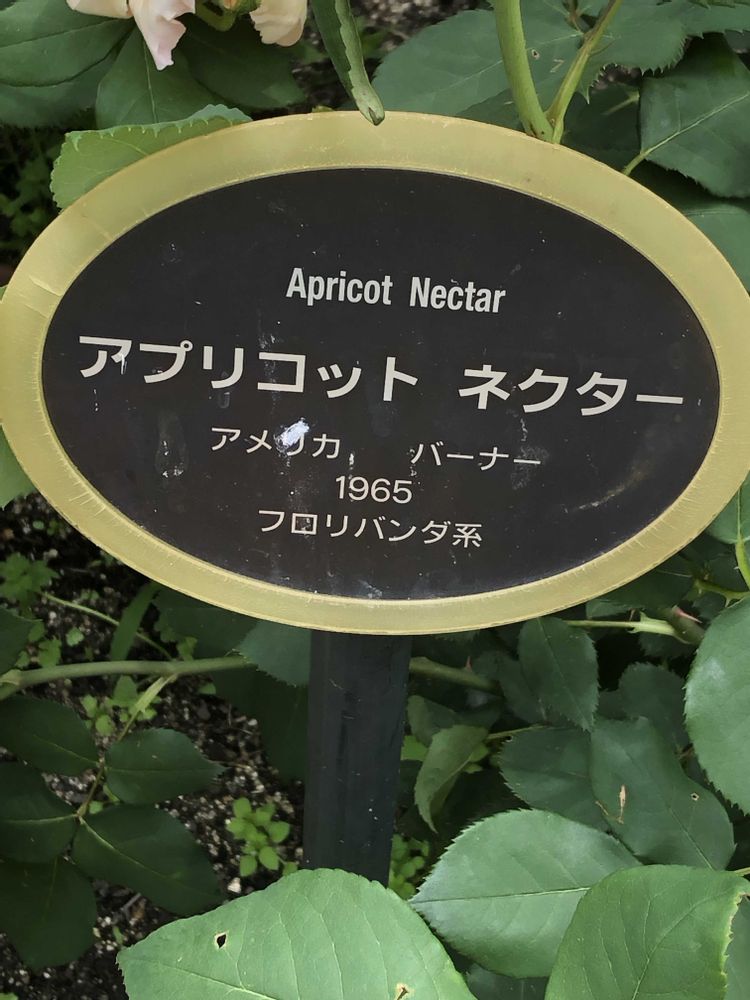 Apricot Nectar
アプリコット ネクター
アメリカ バーナー
1965
フロリバンダ系